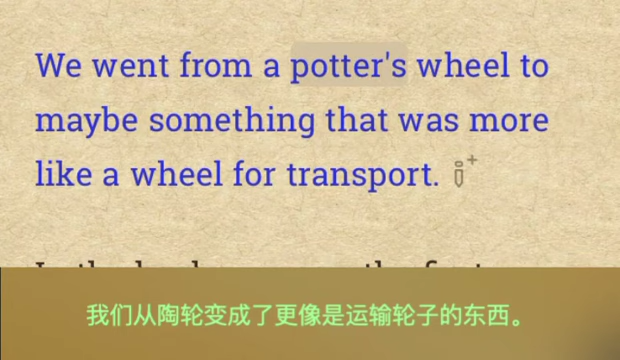 We went from a potter's wheel to
maybe something that was more
like a wheel for transport.
我们从陶轮变成了更像是运输轮子的东西。